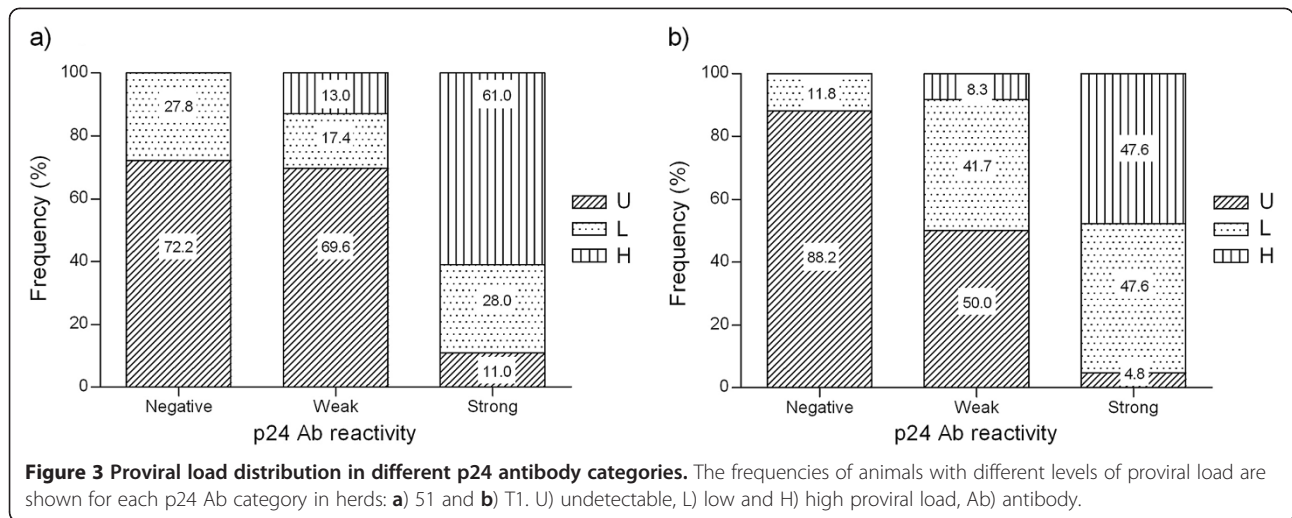 a)
Frequency (%)
100
80
60
40
20
0
27.8
72.2
13.0
17.4
69.6
61.0
28.0
11.0
Negative
Weak
Strong
p24 Ab reactivity
U
L
H
b)
Frequency (%)
100
80
60
40
20
0
11.8
88.2
8.3
41.7
50.0
47.6
47.6
4.8
Negative
Weak
Strong
p24 Ab reactivity
U
L
H
Figure 3 Proviral load distribution in different p24 antibody categories. The frequencies of animals with different levels of proviral load are
shown for each p24 Ab category in herds: a) 51 and b) T1. U) undetectable, L) low and H) high proviral load, Ab) antibody.